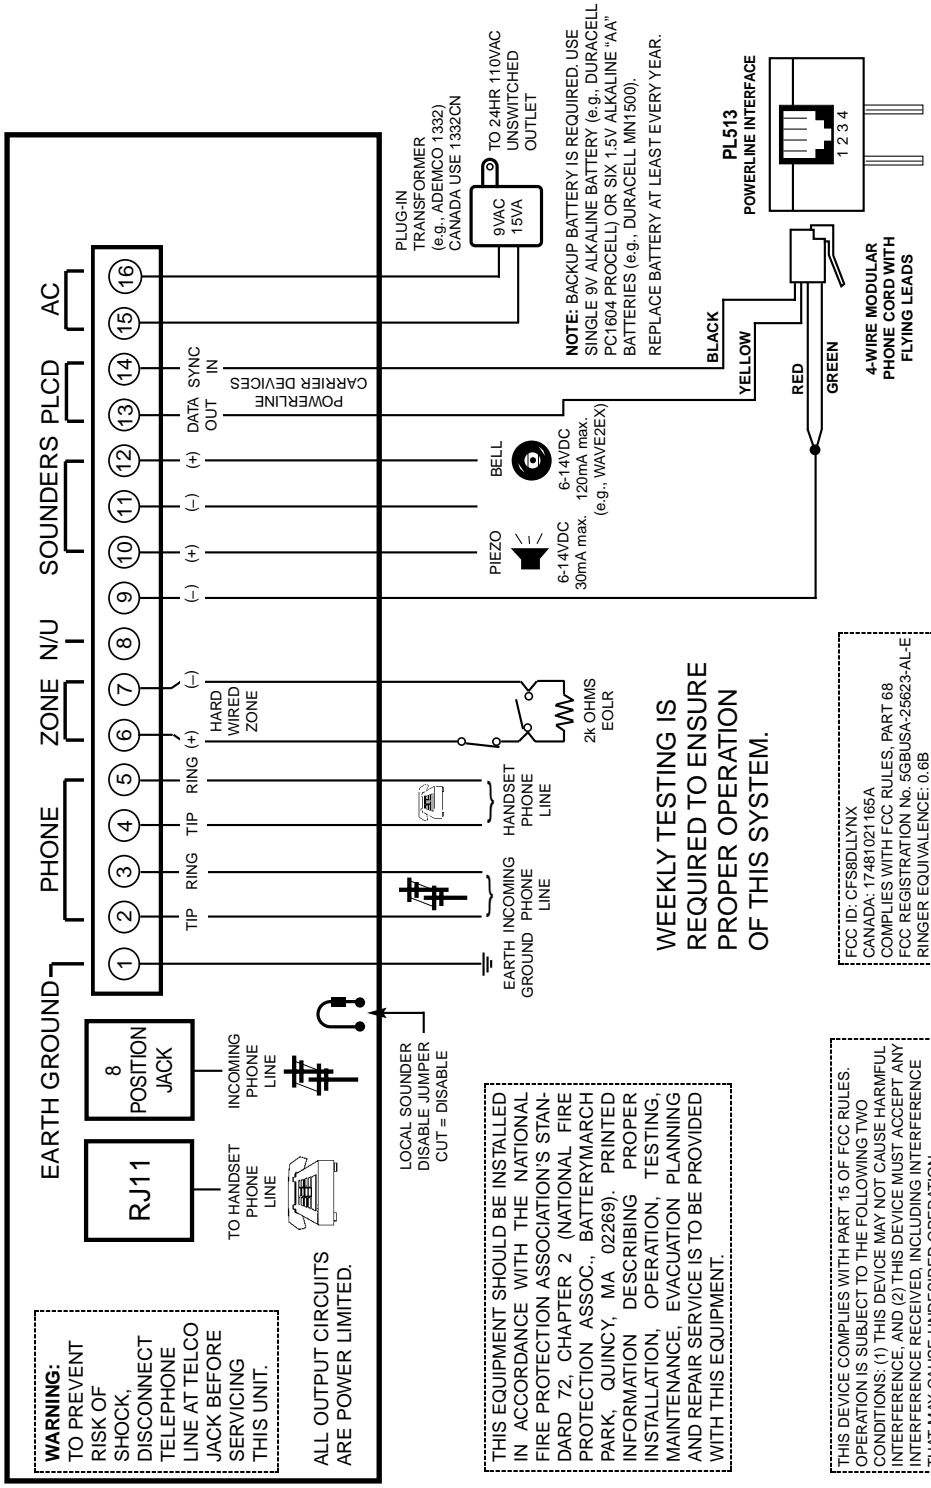 WARNING:
TO PREVENT
RISK OF
SHOCK,
DISCONNECT
TELEPHONE
LINE AT TELCO
JACK BEFORE
SERVICING
THIS UNIT.
ALL OUTPUT CIRCUITS
ARE POWER LIMITED.
RJ11
TO HANDSET
PHONE
LINE
8
POSITION
JACK
INCOMING
PHONE
LINE
EARTH GROUND
PHONE
ZONE
N/U
SOUNDERS
PLCD
AC
1
2
3
4
5
6
7
8
9
10
11
12
13
14
15
16
TIP
RING
TIP
RING
(+)
HARD
WIRED
ZONE
(–)
(–)
(+)
(–)
(+)
DATA
OUT
SYNC
IN
POWERLINE
CARRIER DEVICES
LOCAL SOUNDER
DISABLE JUMPER
CUT = DISABLE
EARTH
GROUND
INCOMING
PHONE
LINE
HANDSET
PHONE
LINE
2k OHMS
EOLR
PIEZO
6-14VDC
30mA max.
BELL
6-14VDC
120mA max.
(e.g., WAVE2EX)
PLUG-IN
TRANSFORMER
(e.g., ADEMCO 1332)
CANADA USE 1332CN
9VAC
15VA
TO 24HR 110VAC
UNSWITCHED
OUTLET
NOTE: BACKUP BATTERY IS REQUIRED. USE
SINGLE 9V ALKALINE BATTERY (e.g., DURACELL
PC1604 PROCELL) OR SIX 1.5V ALKALINE “AA”
BATTERIES (e.g., DURACELL MN1500).
REPLACE BATTERY AT LEAST EVERY YEAR.
BLACK
YELLOW
RED
GREEN
PL513
POWERLINE INTERFACE
1 2 3 4
4-WIRE MODULAR
PHONE CORD WITH
FLYING LEADS
THIS EQUIPMENT SHOULD BE INSTALLED
IN ACCORDANCE WITH THE NATIONAL
FIRE PROTECTION ASSOCIATION'S STAN-
DARD 72, CHAPTER 2 (NATIONAL FIRE
PROTECTION ASSOC., BATTERYMARCH
PARK, QUINCY, MA 02269). PRINTED
INFORMATION DESCRIBING PROPER
INSTALLATION, OPERATION, TESTING,
MAINTENANCE, EVACUATION PLANNING
AND REPAIR SERVICE IS TO BE PROVIDED
WITH THIS EQUIPMENT.
WEEKLY TESTING IS
REQUIRED TO ENSURE
PROPER OPERATION
OF THIS SYSTEM.
THIS DEVICE COMPLIES WITH PART 15 OF FCC RULES.
OPERATION IS SUBJECT TO THE FOLLOWING TWO
CONDITIONS: (1) THIS DEVICE MAY NOT CAUSE HARMFUL
INTERFERENCE, AND (2) THIS DEVICE MUST ACCEPT ANY
INTERFERENCE RECEIVED, INCLUDING INTERFERENCE
THAT MAY CAUSE UNDESIRED OPERATION.
FCC ID: CFS8DLLYNX
CANADA: 17481021165A
COMPLIES WITH FCC RULES, PART 68
FCC REGISTRATION No. 5GBUSA-25623-AL-E
RINGER EQUIVALENCE: 0.6B